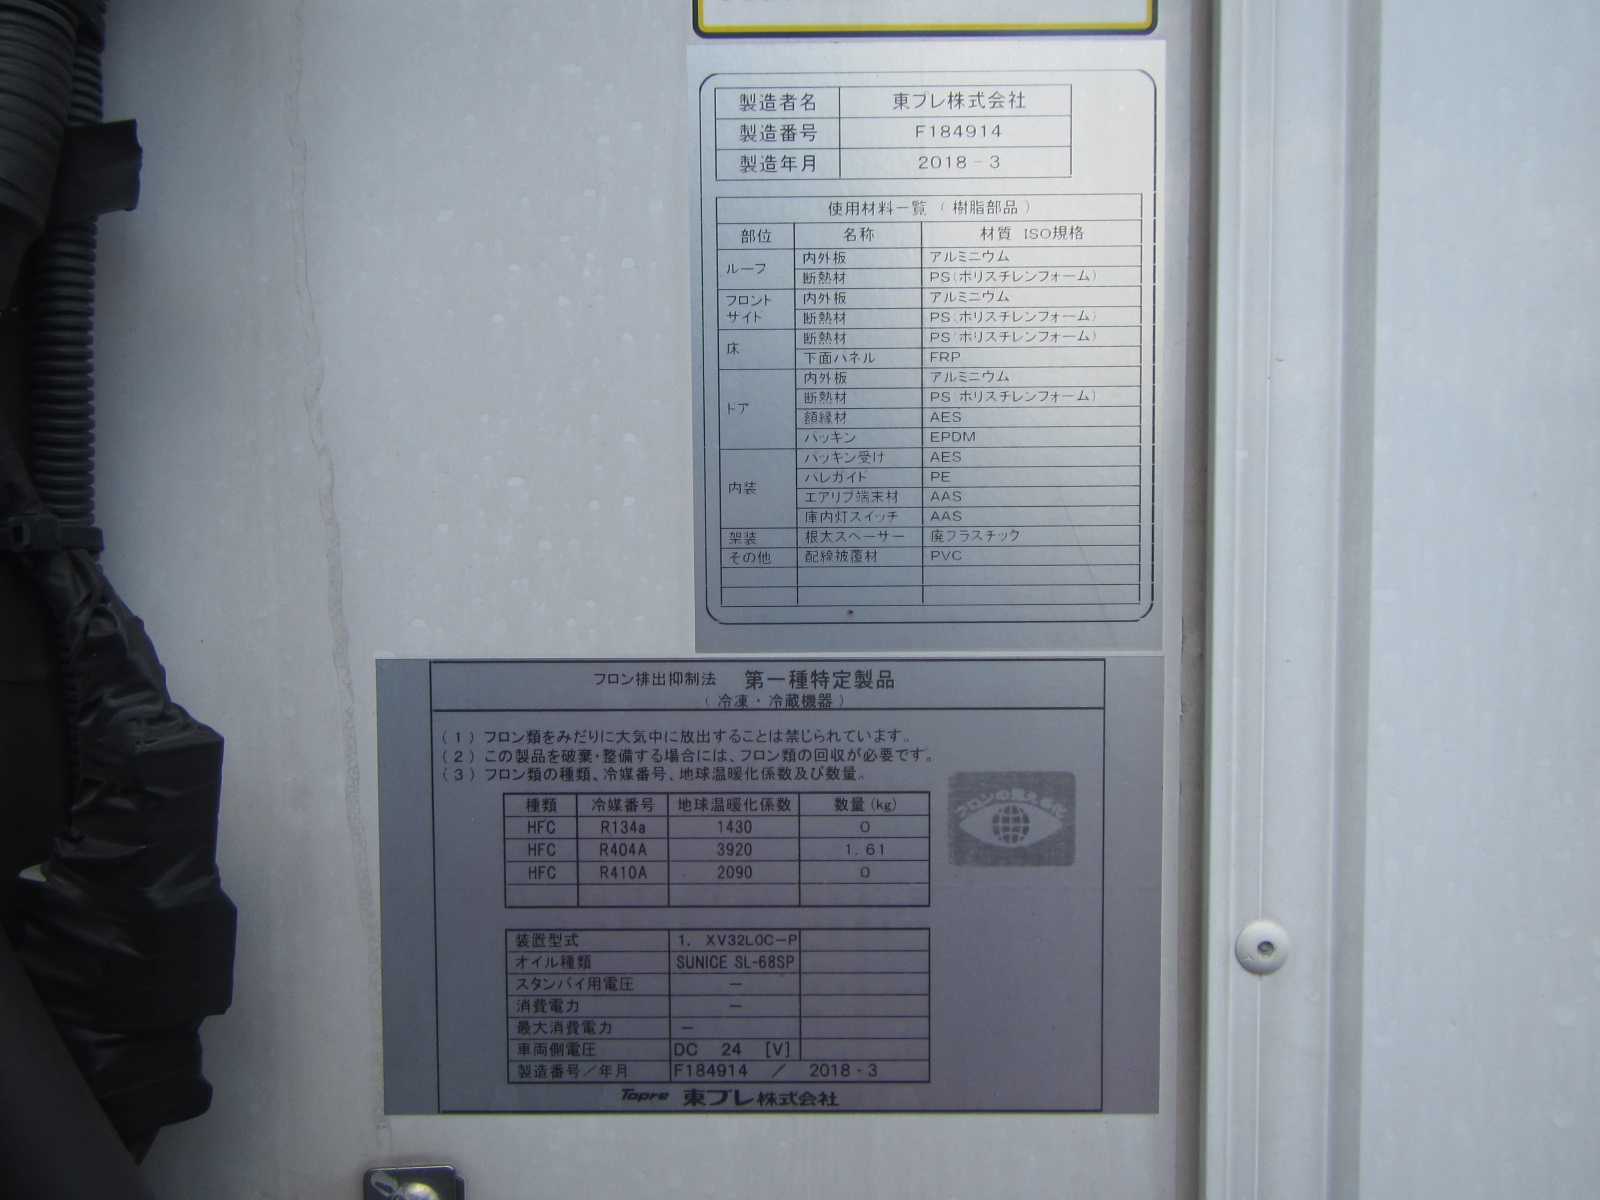 製造者名 東プレ株式会社
製造番号 F184914
製造年月 2018-3
使用材料一覧 (樹脂部品)
部位 名称 材質 ISO規格
ルーフ 内外板 アルミニウム
断熱材 PS(ポリスチレンフォーム)
フロント サイド 内外板 アルミニウム
断熱材 PS(ポリスチレンフォーム)
床 断熱材 PS(ポリスチレンフォーム)
下面パネル FRP
ドア 内外板 アルミニウム
断熱材 PS(ポリスチレンフォーム)
額縁材 AES
パッキン EPDM
内装 パッキン受け AES
バレガイド PE
エアリブ端末材 AAS
庫内灯スイッチ AAS
架装 根太スペーサー 廃プラスチック
その他 配線被覆材 PVC
フロン排出抑制法 第一種特定製品
(冷凍・冷蔵機器)
(1)フロン類をみだりに大気中に放出することは禁じられています。
(2)この製品を破棄・整備する場合には、フロン類の回収が必要です。
(3)フロン類の種類、冷媒番号、地球温暖化係数及び数量。
種類 冷媒番号 地球温暖化係数 数量(kg)
HFC R134a 1430 0
HFC R404A 3920 1.61
HFC R410A 2090 0
フロンの見える化
装置型式 1. XV32LOC-P
オイル種類 SUNICE SL-68SP
スタンバイ用電圧 −
消費電力 −
最大消費電力 −
車両側電圧 DC 24 [V]
製造番号/年月 F184914 / 2018-3
Topre 東プレ株式会社